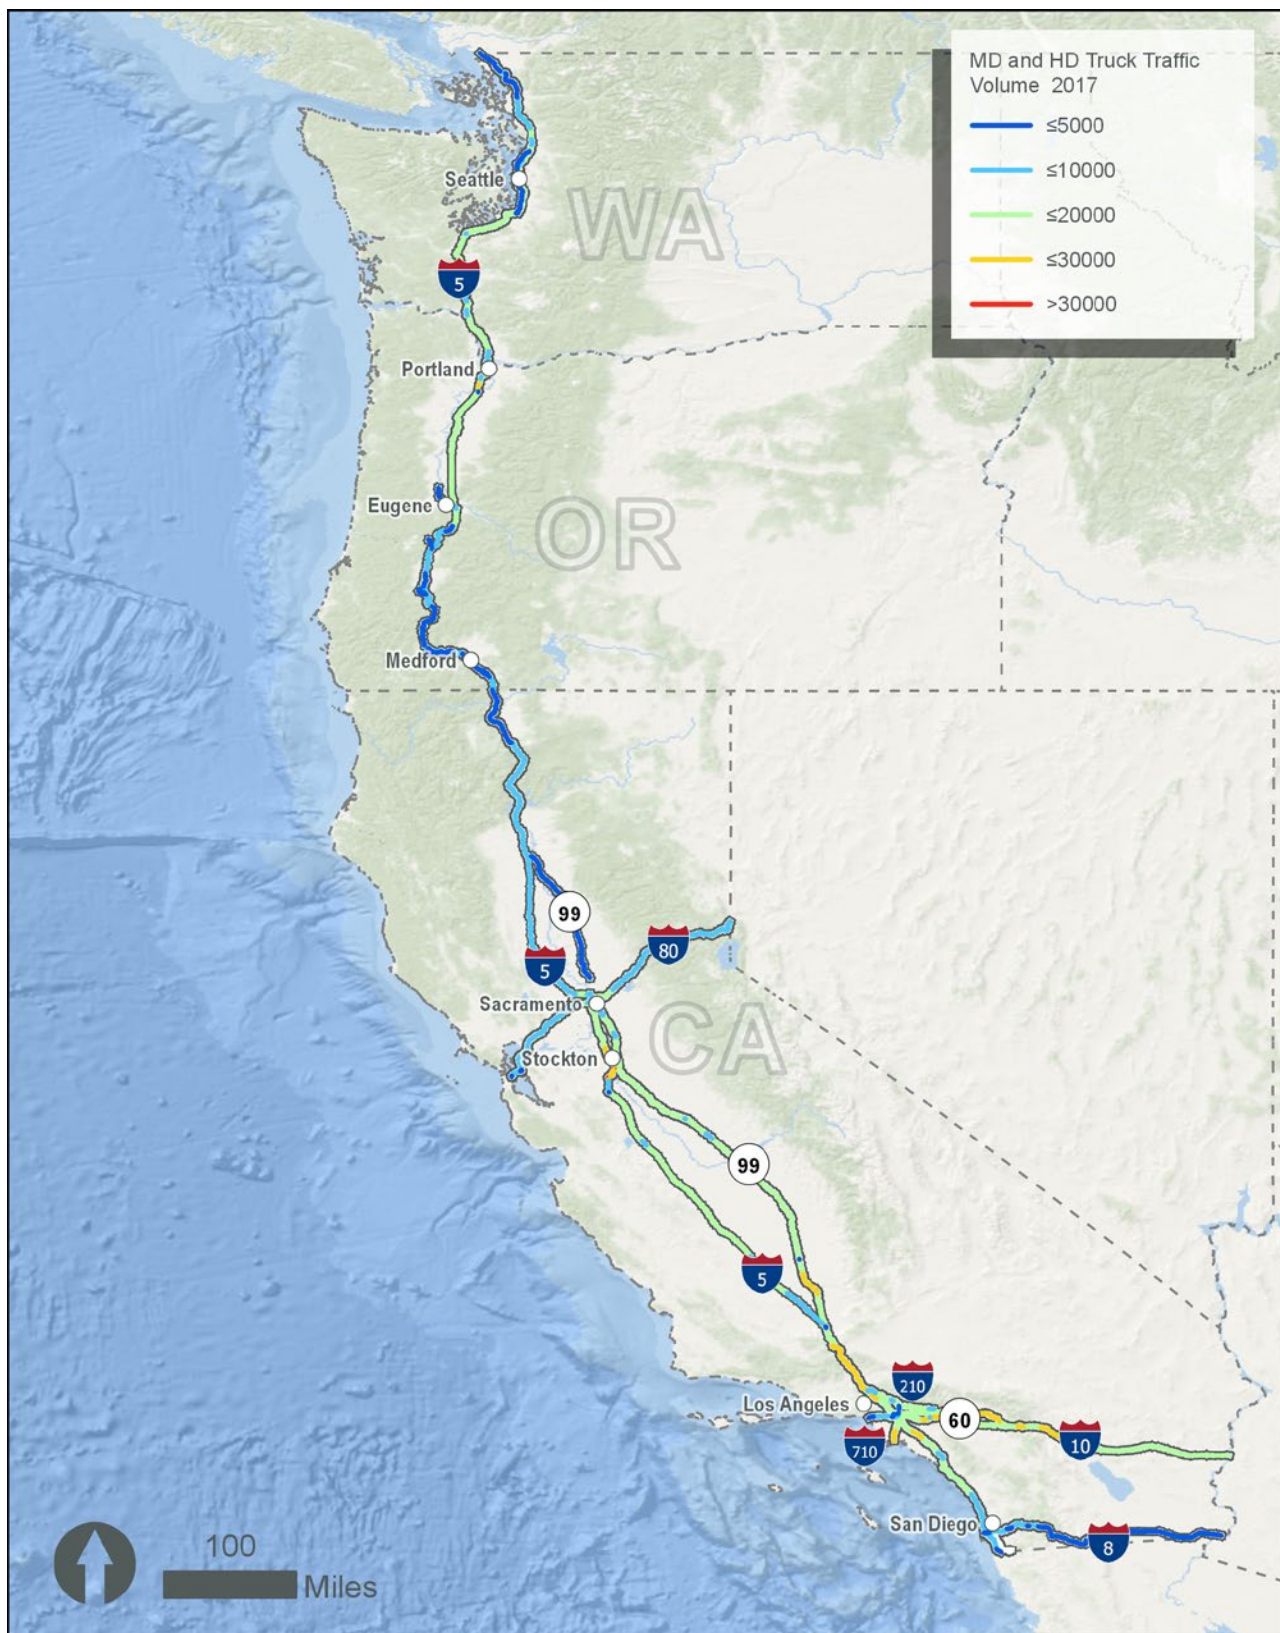 MD and HD Truck Traffic
Volume 2017
≤5000
≤10000
≤20000
≤30000
>30000
Seattle
WA
5
Portland
Eugene
OR
Medford
99
80
5
Sacramento
CA
Stockton
99
5
210
Los Angeles
60
710
10
San Diego
8
100
Miles